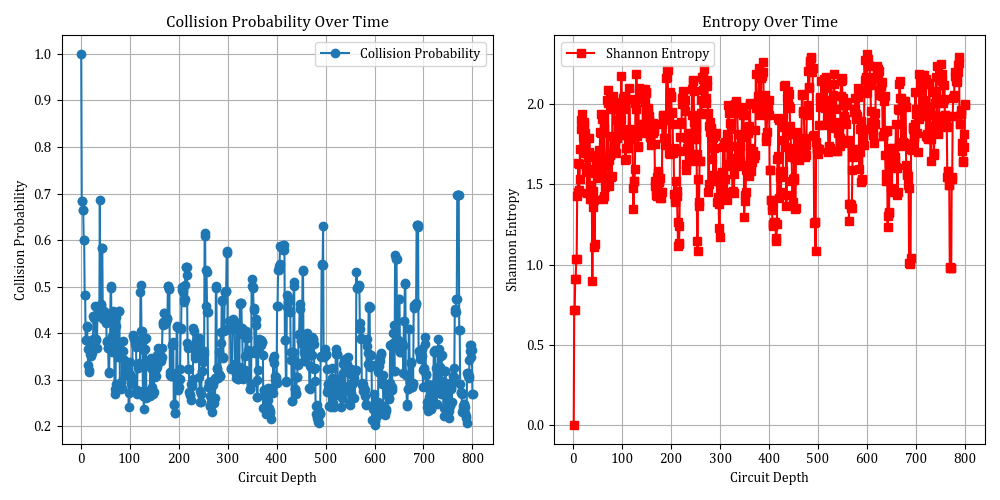 Collision Probability Over Time
Collision Probability
1.0
0.9
0.8
0.7
0.6
0.5
0.4
0.3
0.2
Collision Probability
0 100 200 300 400 500 600 700 800
Circuit Depth
Entropy Over Time
Shannon Entropy
2.0
1.5
1.0
0.5
0.0
Shannon Entropy
0 100 200 300 400 500 600 700 800
Circuit Depth